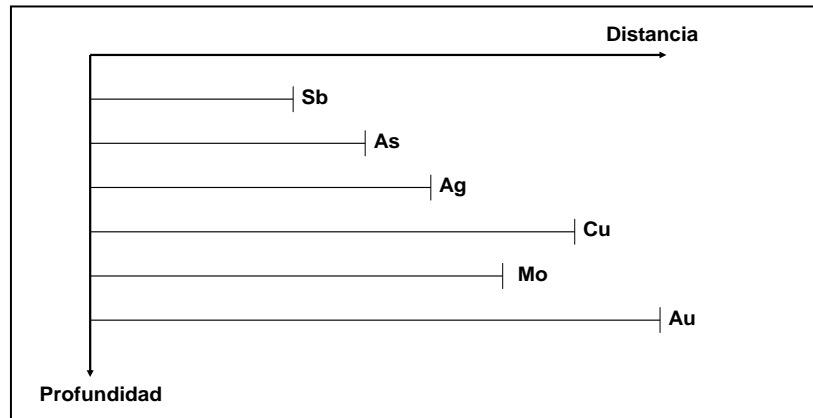 Distancia
Sb
As
Ag
Cu
Mo
Au
Profundidad